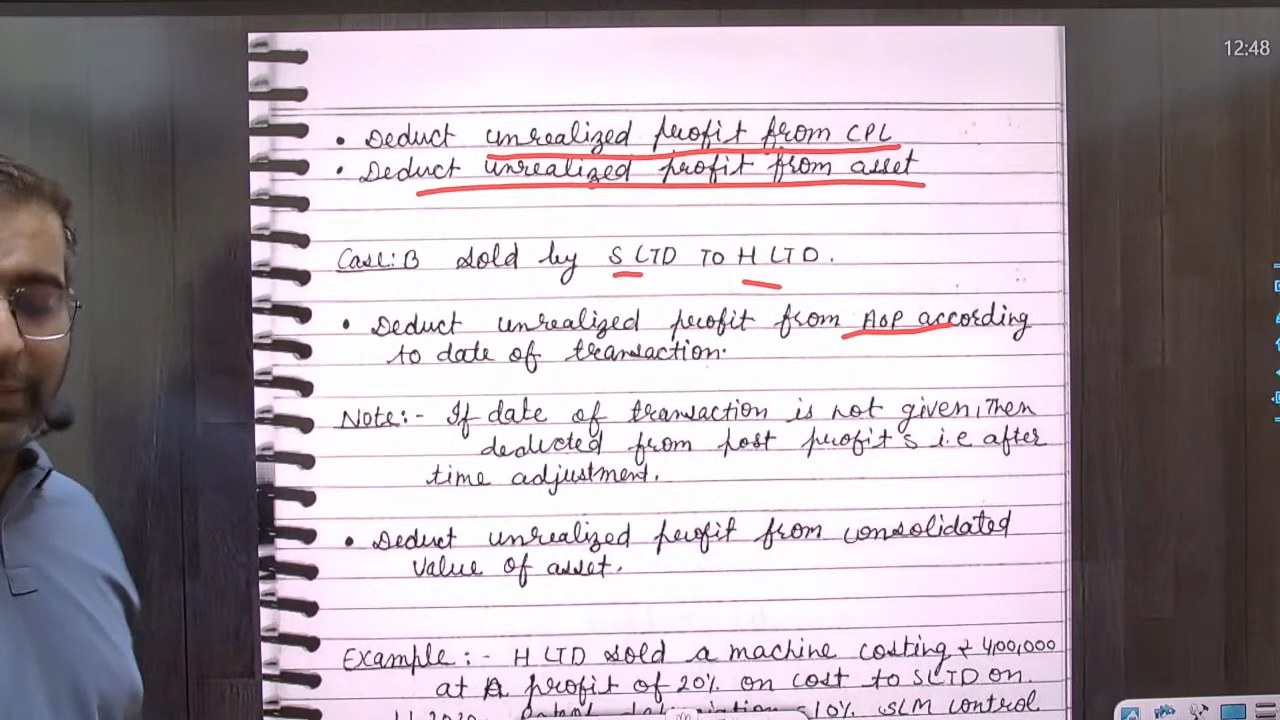 12:48
• Deduct unrealized profit from CPL
• Deduct unrealized profit from asset
Case: B sold by S LTD TO H LTD.
• Deduct unrealized profit from AOP according
to date of transaction.
Note:- If date of transaction is not given, Then
deducted from post profit's i.e after
time adjustment.
• Deduct unrealized profit from consolidated
value of asset.
Example:- H LTD sold a machine costing ₹ 4,00,000
at A profit of 20% on cost to S LTD on
10% SLM control